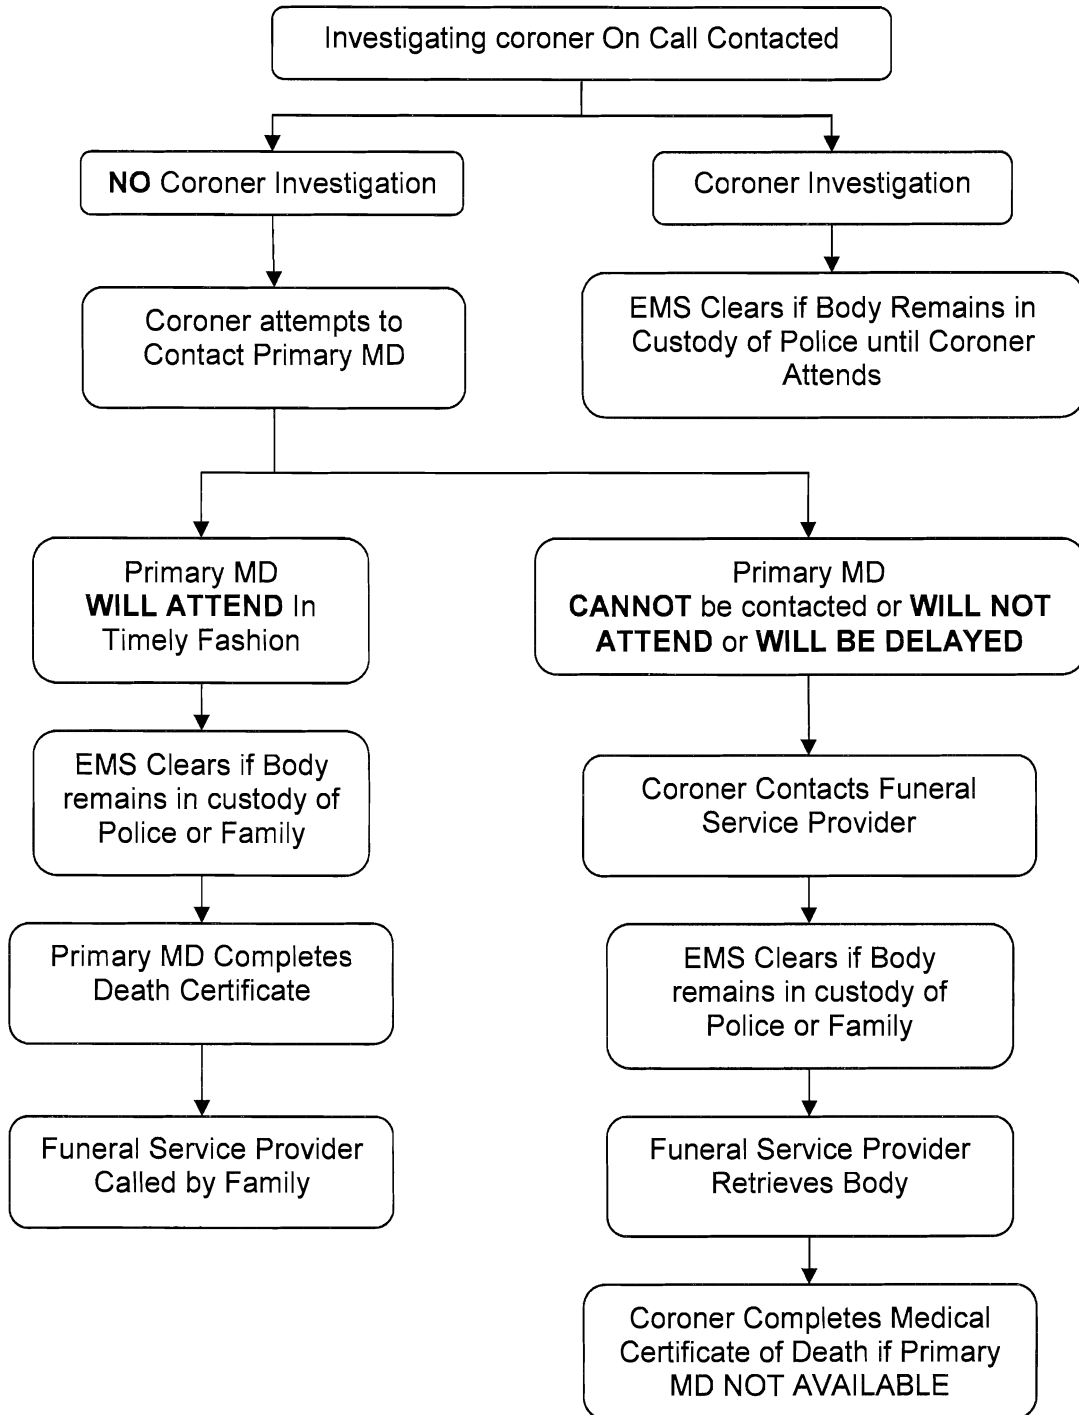 Investigating coroner On Call Contacted
NO Coroner Investigation
Coroner Investigation
Coroner attempts to
Contact Primary MD
EMS Clears if Body Remains in
Custody of Police until Coroner
Attends
Primary MD
WILL ATTEND In
Timely Fashion
Primary MD
CANNOT be contacted or WILL NOT
ATTEND or WILL BE DELAYED
EMS Clears if Body
remains in custody of
Police or Family
Coroner Contacts Funeral
Service Provider
Primary MD Completes
Death Certificate
EMS Clears if Body
remains in custody of
Police or Family
Funeral Service Provider
Called by Family
Funeral Service Provider
Retrieves Body
Coroner Completes Medical
Certificate of Death if Primary
MD NOT AVAILABLE